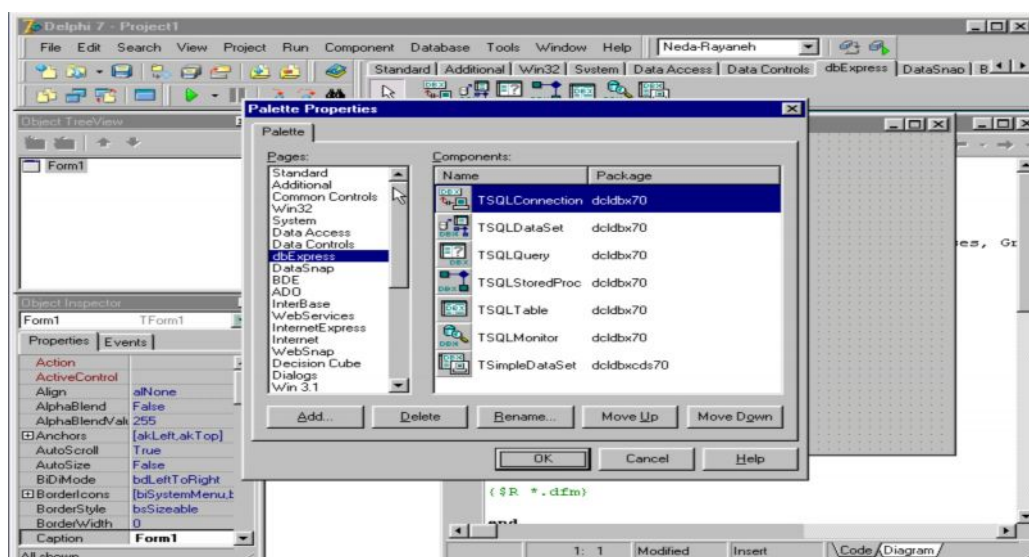 Delphi 7 - Project1
File Edit Search View Project Run Component Database Tools Window Help Neda-Rayaneh
Standard Additional Win32 System Data Access Data Controls dbExpress DataSnap B
Object TreeView
Form1
Palette Properties
Palette
Pages:
Standard
Additional
Common Controls
Win32
System
Data Access
Data Controls
dbExpress
DataSnap
BDE
ADO
InterBase
WebServices
InternetExpress
Internet
WebSnap
Decision Cube
Dialogs
Win 3.1
Components:
Name Package
TSQLConnection dcldbx70
TSQLDataSet dcldbx70
TSQLQuery dcldbx70
TSQLStoredProc dcldbx70
TSQLTable dcldbx70
TSQLMonitor dcldbx70
TSimpleDataSet dcldbxcds70
Add... Delete Rename... Move Up Move Down
OK Cancel Help
Object Inspector
Form1 TForm1
Properties Events
Action
ActiveControl
Align alNone
AlphaBlend False
AlphaBlendValu 255
Anchors [akLeft,akTop]
AutoScroll True
AutoSize False
BiDiMode bdLeftToRight
BorderIcons [biSystemMenu,
BorderStyle bsSizeable
BorderWidth 0
Caption Form1
All shown
es, Gr
{$R *.dfm}
end
1: 1 Modified Insert Code Diagram